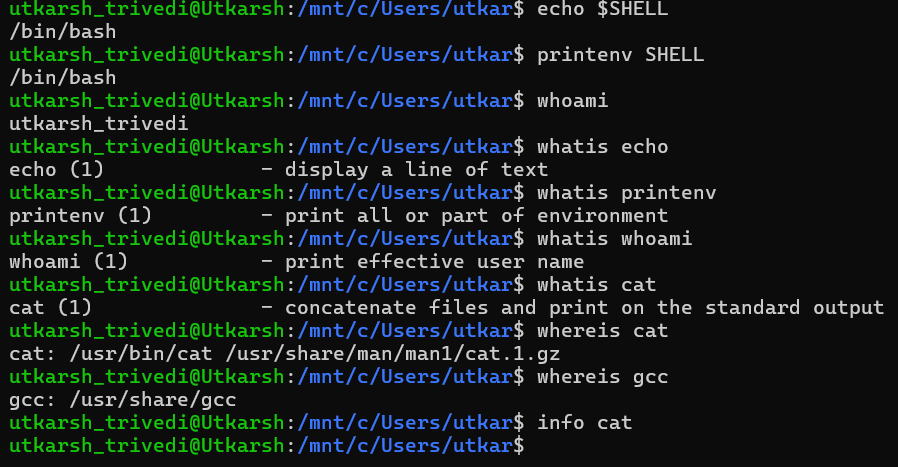 utkarsh_trivedi@Utkarsh:/mnt/c/Users/utkar$ echo $SHELL
/bin/bash
utkarsh_trivedi@Utkarsh:/mnt/c/Users/utkar$ printenv SHELL
/bin/bash
utkarsh_trivedi@Utkarsh:/mnt/c/Users/utkar$ whoami
utkarsh_trivedi
utkarsh_trivedi@Utkarsh:/mnt/c/Users/utkar$ whatis echo
echo (1)             - display a line of text
utkarsh_trivedi@Utkarsh:/mnt/c/Users/utkar$ whatis printenv
printenv (1)         - print all or part of environment
utkarsh_trivedi@Utkarsh:/mnt/c/Users/utkar$ whatis whoami
whoami (1)           - print effective user name
utkarsh_trivedi@Utkarsh:/mnt/c/Users/utkar$ whatis cat
cat (1)              - concatenate files and print on the standard output
utkarsh_trivedi@Utkarsh:/mnt/c/Users/utkar$ whereis cat
cat: /usr/bin/cat /usr/share/man/man1/cat.1.gz
utkarsh_trivedi@Utkarsh:/mnt/c/Users/utkar$ whereis gcc
gcc: /usr/share/gcc
utkarsh_trivedi@Utkarsh:/mnt/c/Users/utkar$ info cat
utkarsh_trivedi@Utkarsh:/mnt/c/Users/utkar$